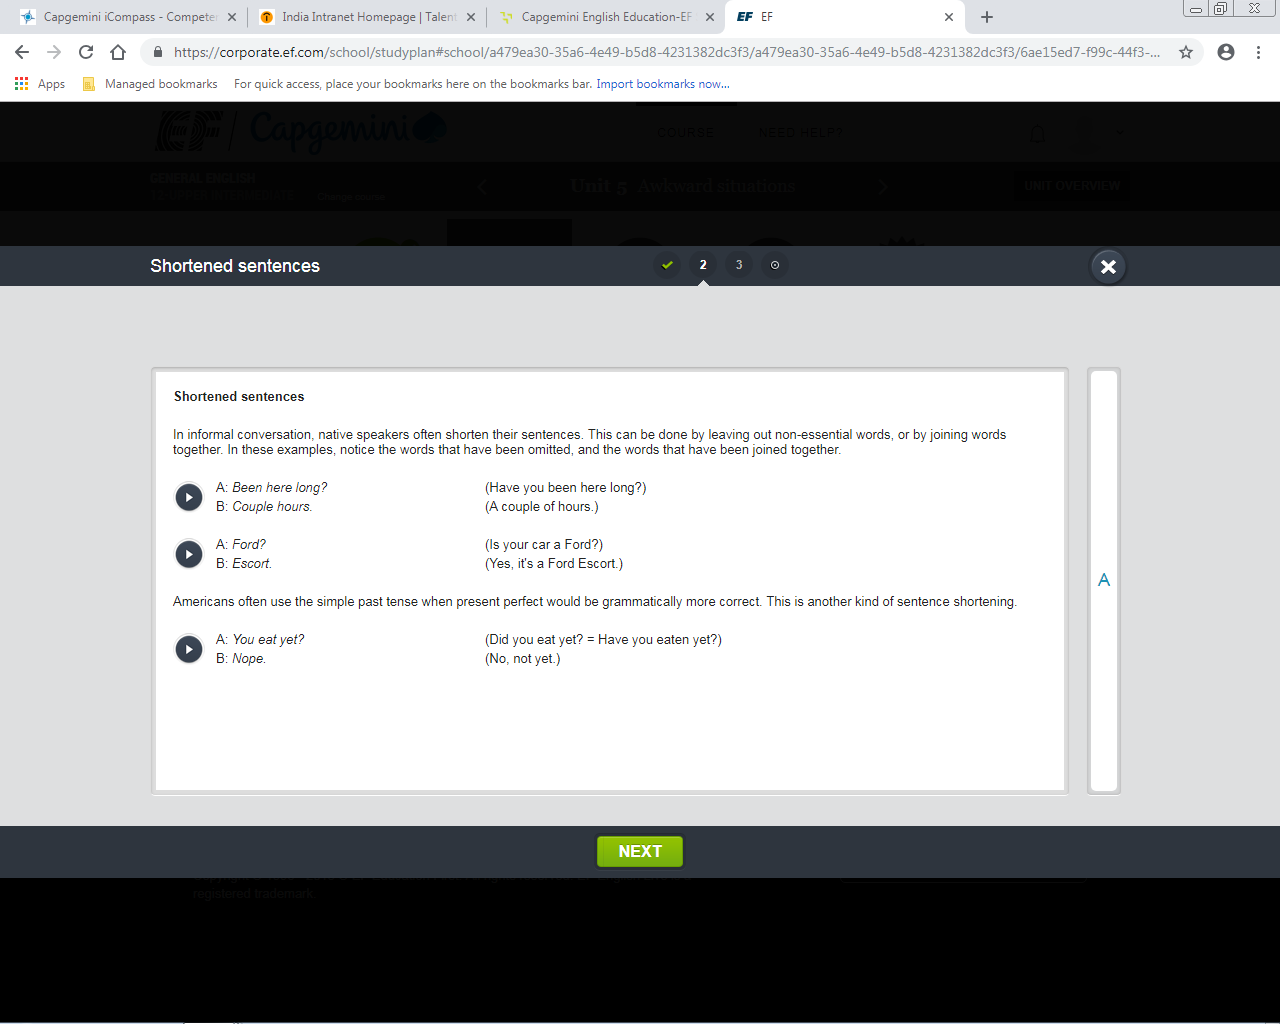 Capgemini iCompass - Competen
India Intranet Homepage | Talent
Capgemini English Education-EF
EF EF
https://corporate.ef.com/school/studyplan#school/a479ea30-35a6-4e49-b5d8-4231382dc3f3/a479ea30-35a6-4e49-b5d8-4231382dc3f3/6ae15ed7-f99c-44f3-...
Apps Managed bookmarks For quick access, place your bookmarks here on the bookmarks bar. Import bookmarks now...
EF Capgemini COURSE NEED HELP?
GENERAL ENGLISH
Unit 5 Awkward situations
UNIT OVERVIEW
UPPER INTERMEDIATE Change course
Shortened sentences 2 3
Shortened sentences
In informal conversation, native speakers often shorten their sentences. This can be done by leaving out non-essential words, or by joining words
together. In these examples, notice the words that have been omitted, and the words that have been joined together.
A: Been here long? (Have you been here long?)
B: Couple hours. (A couple of hours.)
A: Ford? (Is your car a Ford?)
B: Escort. (Yes, it's a Ford Escort.)
Americans often use the simple past tense when present perfect would be grammatically more correct. This is another kind of sentence shortening.
A: You eat yet? (Did you eat yet? = Have you eaten yet?)
B: Nope. (No, not yet.)
A
NEXT
registered trademark